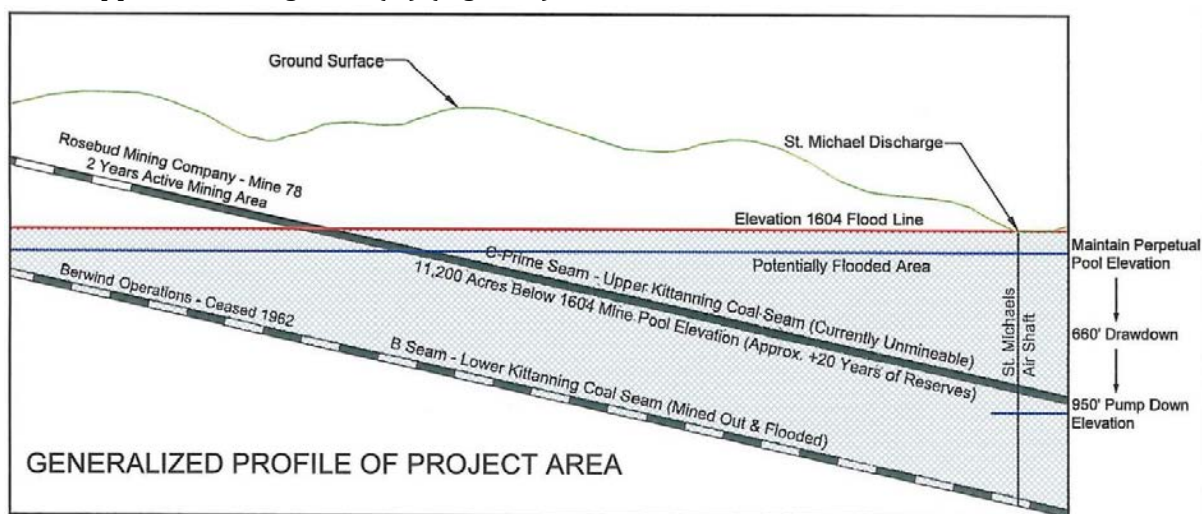 Ground Surface
St. Michael Discharge
Rosebud Mining Company - Mine 78
2 Years Active Mining Area
Elevation 1604 Flood Line
Maintain Perpetual
Pool Elevation
C-Prime Seam - Upper Kittanning Coal Seam (Currently Unmineable)
Potentially Flooded Area
11,200 Acres Below 1604 Mine Pool Elevation (Approx. +20 Years of Reserves)
Berwind Operations - Ceased 1962
St. Michaels
Air Shaft
660' Drawdown
B Seam - Lower Kittanning Coal Seam (Mined Out & Flooded)
950' Pump Down
Elevation
GENERALIZED PROFILE OF PROJECT AREA